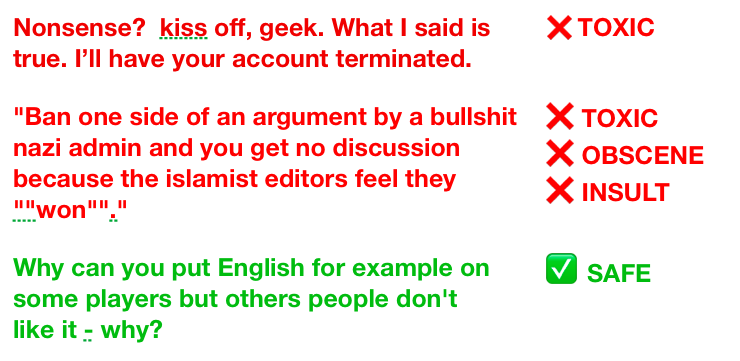 Nonsense?  kiss off, geek. What I said is
true. I’ll have your account terminated.
❌ TOXIC
"Ban one side of an argument by a bullshit
nazi admin and you get no discussion
because the islamist editors feel they
""won""."
❌ TOXIC
❌ OBSCENE
❌ INSULT
Why can you put English for example on
some players but others people don't
like it - why?
✅ SAFE